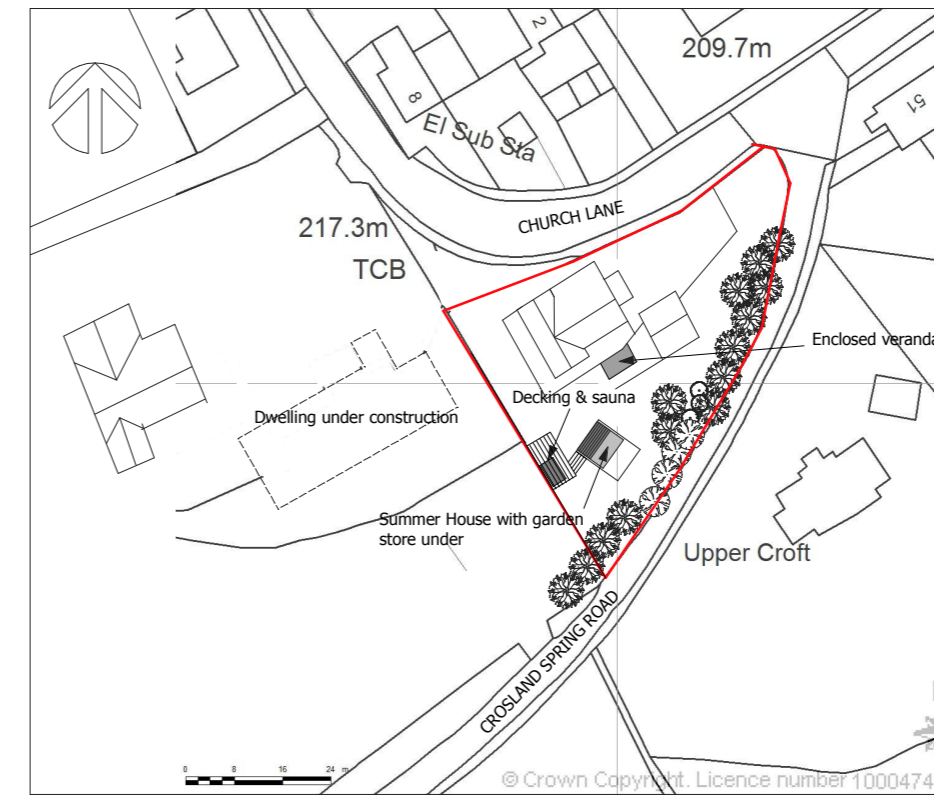 2
209.7m
8
El Sub Sta
51
217.3m
CHURCH LANE
TCB
Enclosed veranda
Decking & sauna
Dwelling under construction
Summer House with garden
store under
Upper Croft
CROSLAND SPRING ROAD
0 8 16 24 m
© Crown Copyright. Licence number 1000474